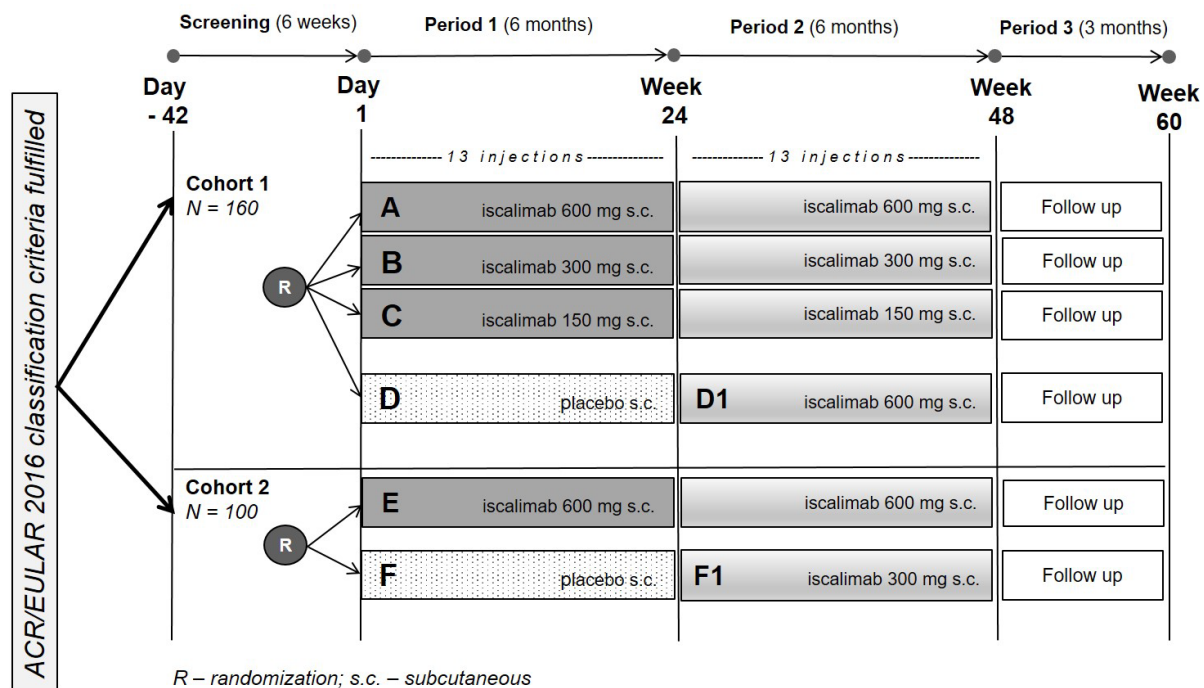 Screening (6 weeks)
Period 1 (6 months)
Period 2 (6 months)
Period 3 (3 months)
Day
- 42
Day
1
Week
24
Week
48
Week
60
ACR/EULAR 2016 classification criteria fulfilled
-------------- 13 injections --------------
-------------- 13 injections --------------
Cohort 1
N = 160
R
A iscalimab 600 mg s.c.
iscalimab 600 mg s.c.
Follow up
B iscalimab 300 mg s.c.
iscalimab 300 mg s.c.
Follow up
C iscalimab 150 mg s.c.
iscalimab 150 mg s.c.
Follow up
D placebo s.c.
D1 iscalimab 600 mg s.c.
Follow up
Cohort 2
N = 100
R
E iscalimab 600 mg s.c.
iscalimab 600 mg s.c.
Follow up
F placebo s.c.
F1 iscalimab 300 mg s.c.
Follow up
R – randomization; s.c. – subcutaneous